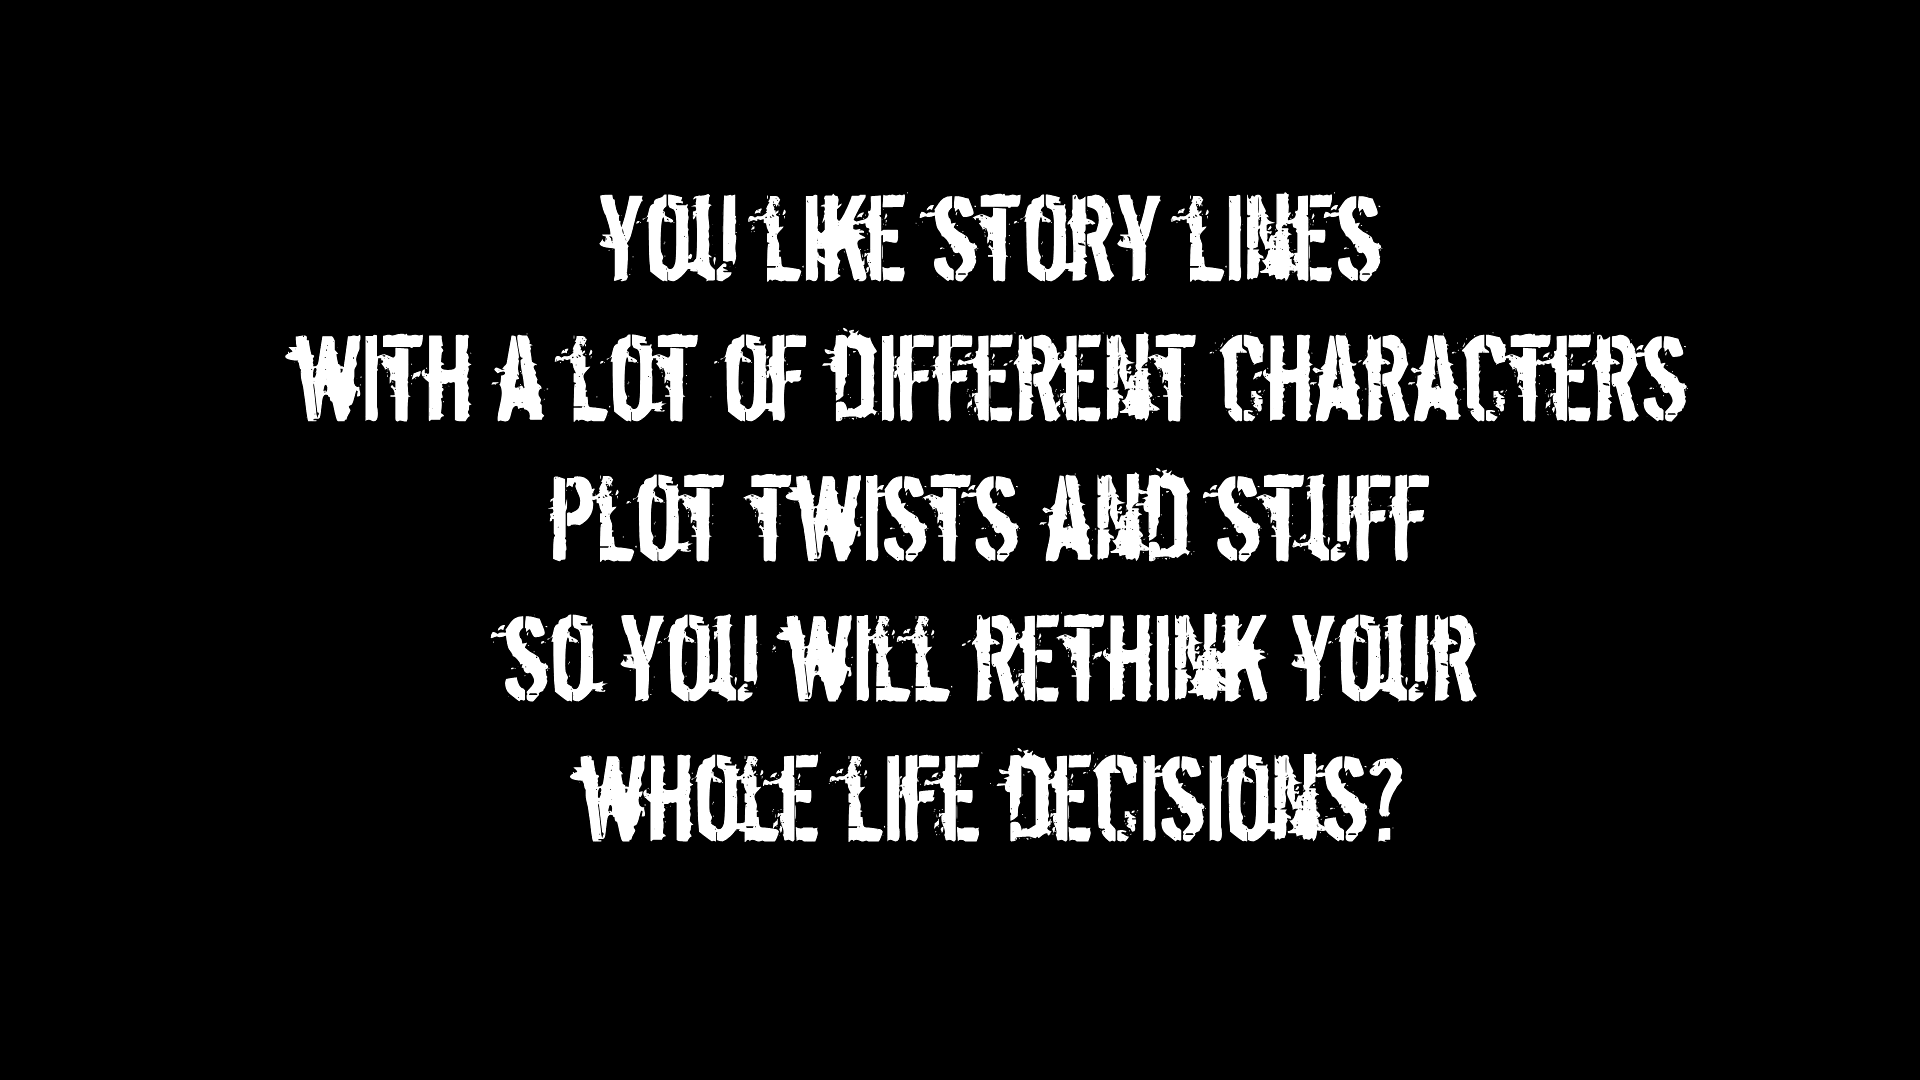 YOU LIKE STORY LINES
WITH A LOT OF DIFFERENT CHARACTERS
PLOT TWISTS AND STUFF
SO YOU WILL RETHINK YOUR
WHOLE LIFE DECISIONS?